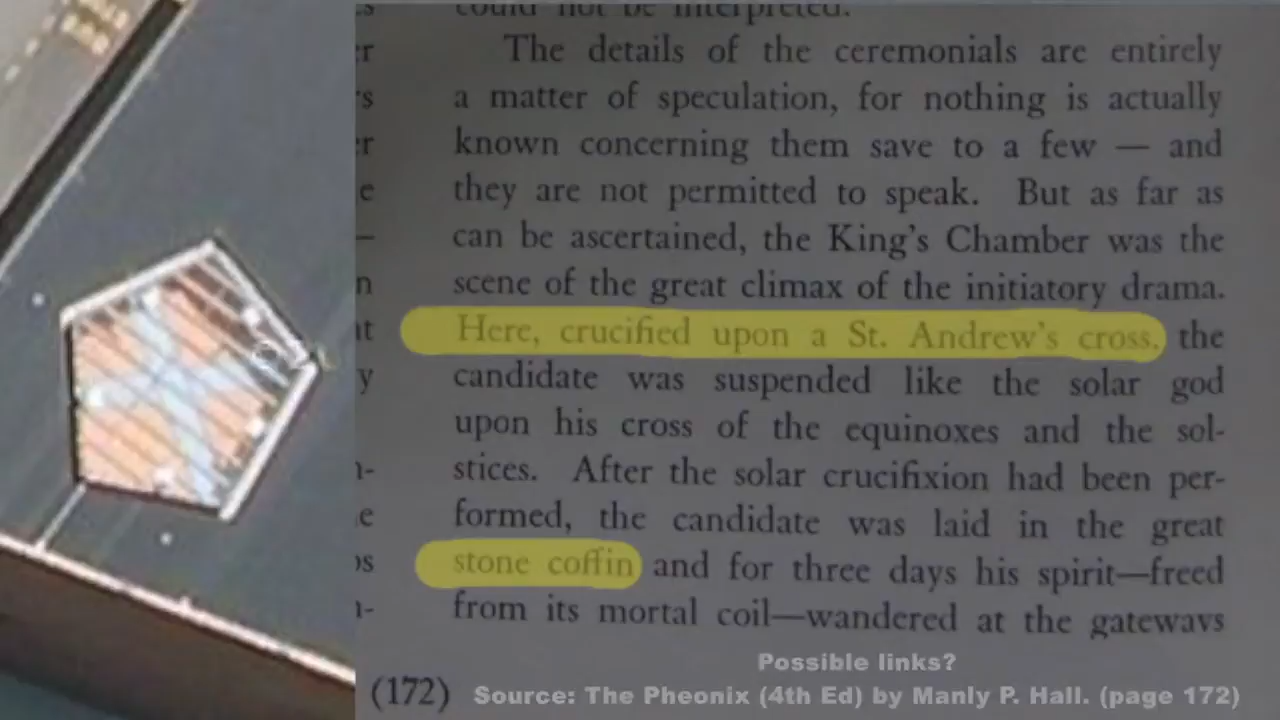 could not be interpreted.
The details of the ceremonials are entirely
a matter of speculation, for nothing is actually
known concerning them save to a few — and
they are not permitted to speak. But as far as
can be ascertained, the King's Chamber was the
scene of the great climax of the initiatory drama.
Here, crucified upon a St. Andrew's cross, the
candidate was suspended like the solar god
upon his cross of the equinoxes and the sol-
stices. After the solar crucifixion had been per-
formed, the candidate was laid in the great
stone coffin and for three days his spirit—freed
from its mortal coil—wandered at the gateways
(172)
Possible links?
Source: The Pheonix (4th Ed) by Manly P. Hall. (page 172)